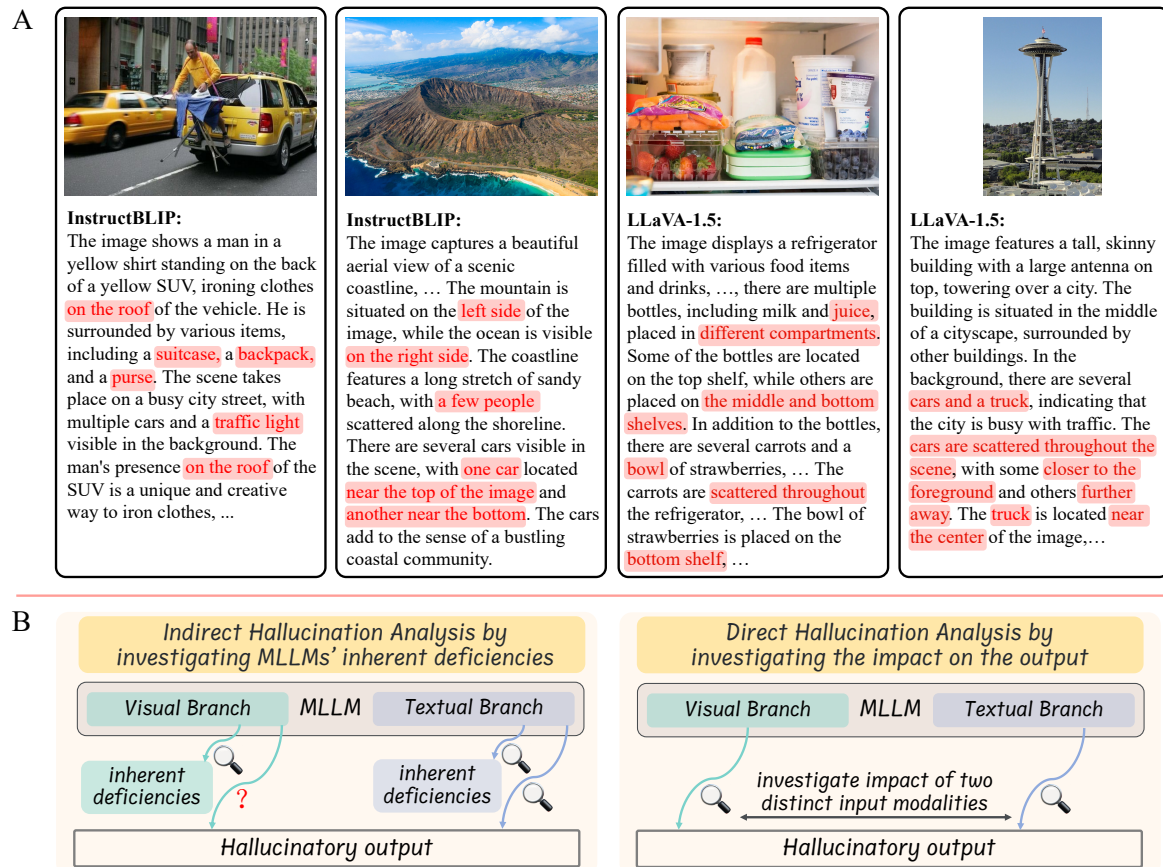 A
InstructBLIP:
The image shows a man in a
yellow shirt standing on the back
of a yellow SUV, ironing clothes
on the roof of the vehicle. He is
surrounded by various items,
including a suitcase, a backpack,
and a purse. The scene takes
place on a busy city street, with
multiple cars and a traffic light
visible in the background. The
man's presence on the roof of the
SUV is a unique and creative
way to iron clothes, ...
InstructBLIP:
The image captures a beautiful
aerial view of a scenic
coastline, … The mountain is
situated on the left side of the
image, while the ocean is visible
on the right side. The coastline
features a long stretch of sandy
beach, with a few people
scattered along the shoreline.
There are several cars visible in
the scene, with one car located
near the top of the image and
another near the bottom. The cars
add to the sense of a bustling
coastal community.
LLaVA-1.5:
The image displays a refrigerator
filled with various food items
and drinks, …, there are multiple
bottles, including milk and juice,
placed in different compartments.
Some of the bottles are located
on the top shelf, while others are
placed on the middle and bottom
shelves. In addition to the bottles,
there are several carrots and a
bowl of strawberries, … The
carrots are scattered throughout
the refrigerator, … The bowl of
strawberries is placed on the
bottom shelf, …
LLaVA-1.5:
The image features a tall, skinny
building with a large antenna on
top, towering over a city. The
building is situated in the middle
of a cityscape, surrounded by
other buildings. In the
background, there are several
cars and a truck, indicating that
the city is busy with traffic. The
cars are scattered throughout the
scene, with some closer to the
foreground and others further
away. The truck is located near
the center of the image,…
B
Indirect Hallucination Analysis by
investigating MLLMs' inherent deficiencies
Visual Branch MLLM Textual Branch
inherent
deficiencies
?
inherent
deficiencies
Hallucinatory output
Direct Hallucination Analysis by
investigating the impact on the output
Visual Branch MLLM Textual Branch
investigate impact of two
distinct input modalities
Hallucinatory output